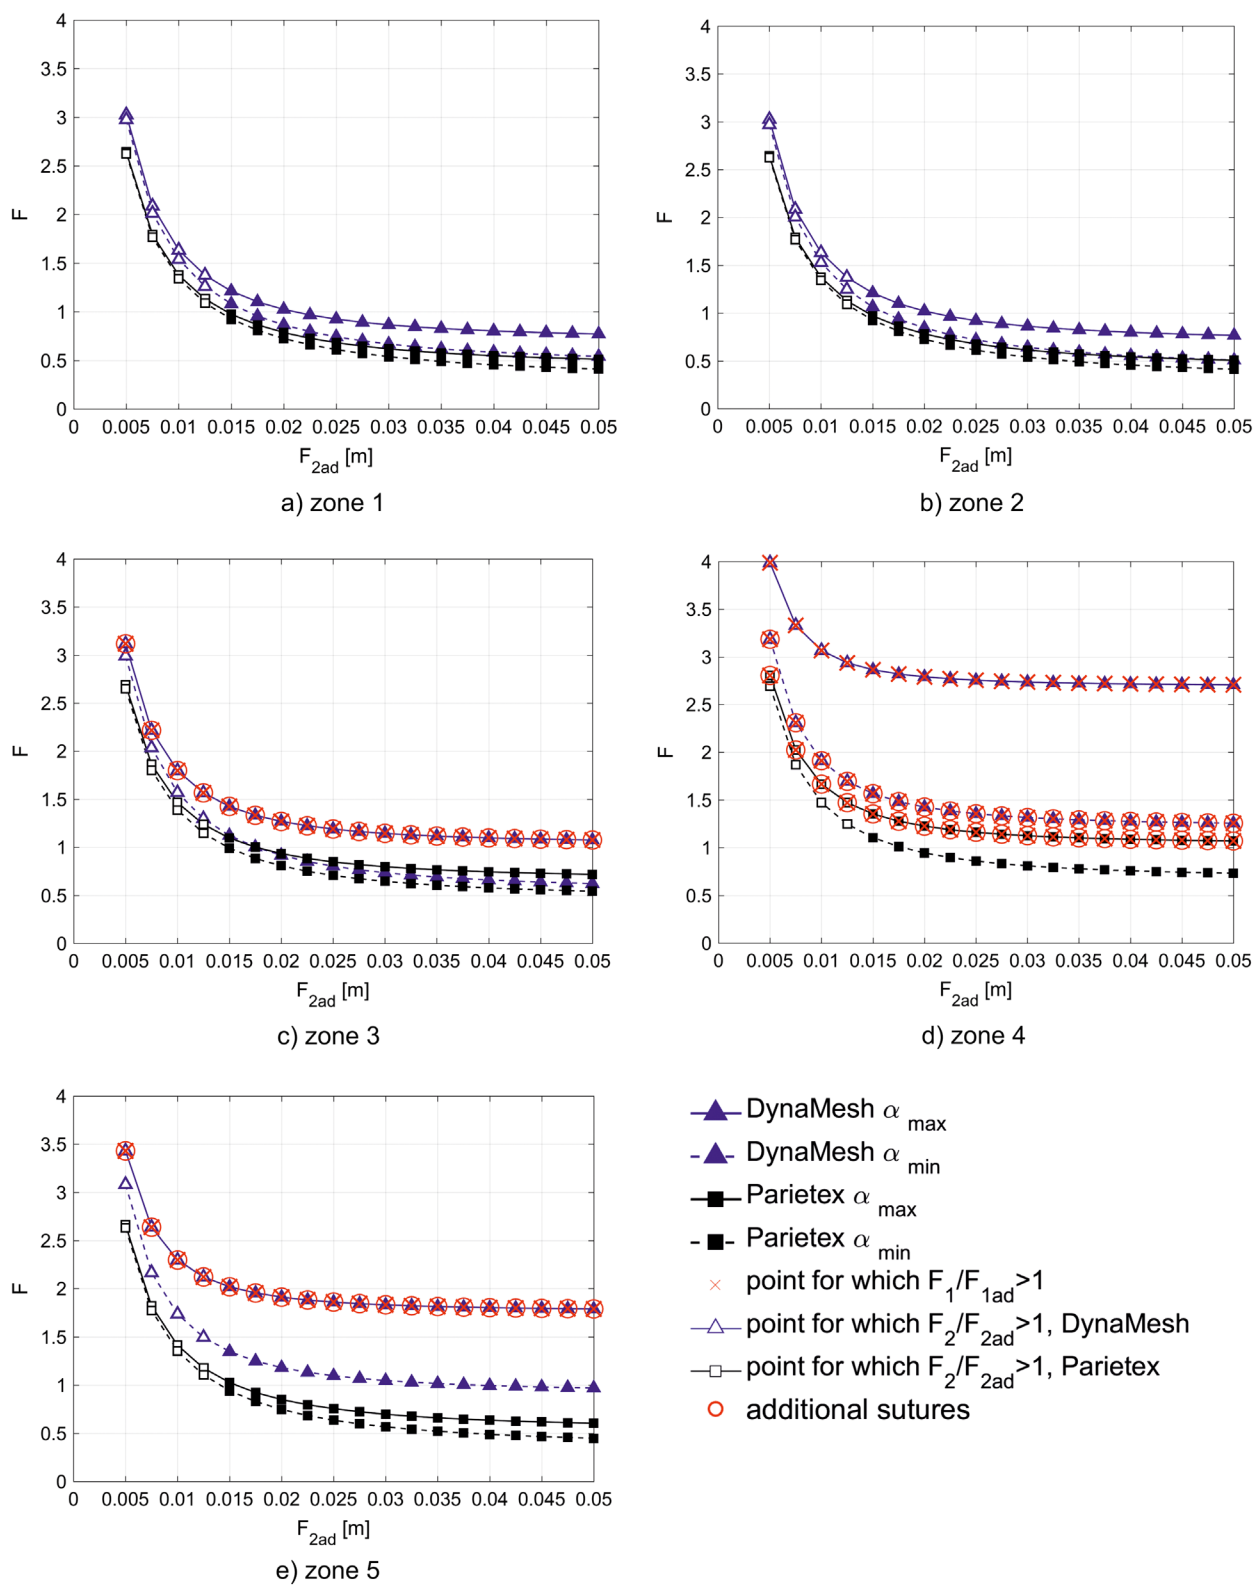 4
3.5
3
2.5
2
1.5
1
0.5
0
F
0 0.005 0.01 0.015 0.02 0.025 0.03 0.035 0.04 0.045 0.05
F2ad [m]
a) zone 1
4
3.5
3
2.5
2
1.5
1
0.5
0
F
0 0.005 0.01 0.015 0.02 0.025 0.03 0.035 0.04 0.045 0.05
F2ad [m]
b) zone 2
4
3.5
3
2.5
2
1.5
1
0.5
0
F
0 0.005 0.01 0.015 0.02 0.025 0.03 0.035 0.04 0.045 0.05
F2ad [m]
c) zone 3
4
3.5
3
2.5
2
1.5
1
0.5
0
F
0 0.005 0.01 0.015 0.02 0.025 0.03 0.035 0.04 0.045 0.05
F2ad [m]
d) zone 4
4
3.5
3
2.5
2
1.5
1
0.5
0
F
0 0.005 0.01 0.015 0.02 0.025 0.03 0.035 0.04 0.045 0.05
F2ad [m]
e) zone 5
DynaMesh α max
DynaMesh α min
Parietex α max
Parietex α min
point for which F1/F1ad>1
point for which F2/F2ad>1, DynaMesh
point for which F2/F2ad>1, Parietex
additional sutures